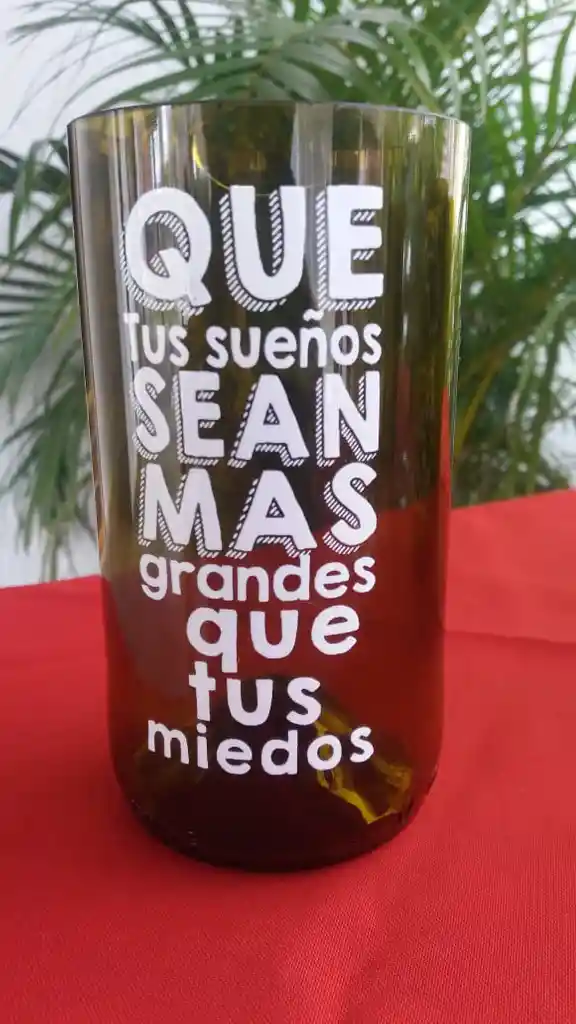 QUE
Tus sueños
SEAN
MAS
grandes
que
tus
miedos